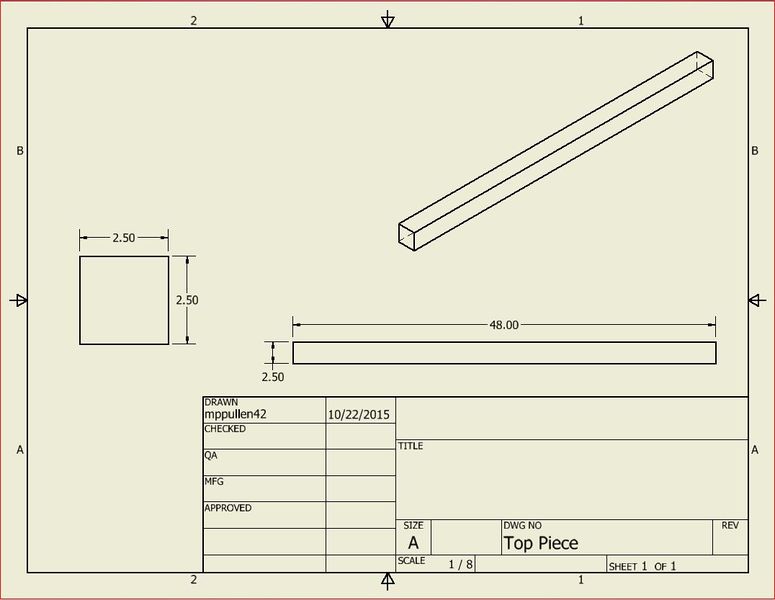 2 1
B B
2.50
2.50
48.00
2.50
DRAWN
mppullen42 10/22/2015
CHECKED
TITLE
A A
QA
MFG
APPROVED
SIZE DWG NO REV
A Top Piece
SCALE 1 / 8 SHEET 1 OF 1
2 1